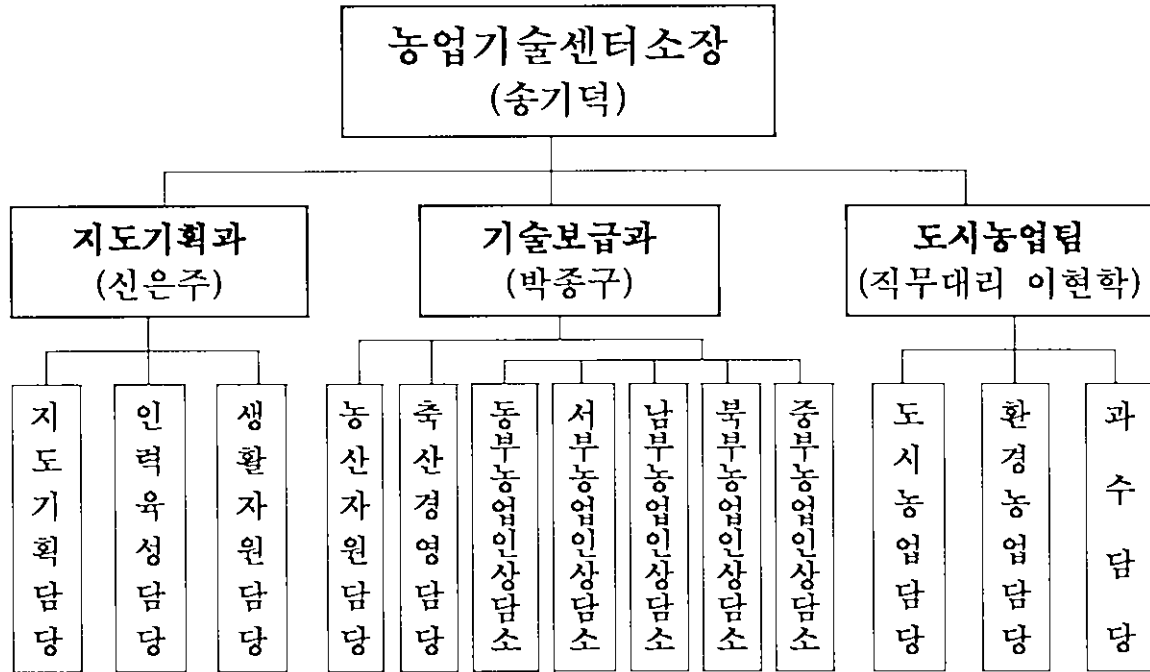 농업기술센터소장
(송기덕)
지도기획과
(신은주)
기술보급과
(박종구)
도시농업팀
(직무대리 이현학)
지도기획담당
인력육성담당
생활자원담당
농산자원담당
축산경영담당
동부농업인상담소
서부농업인상담소
남부농업인상담소
북부농업인상담소
중부농업인상담소
도시농업담당
환경농업담당
과수담당